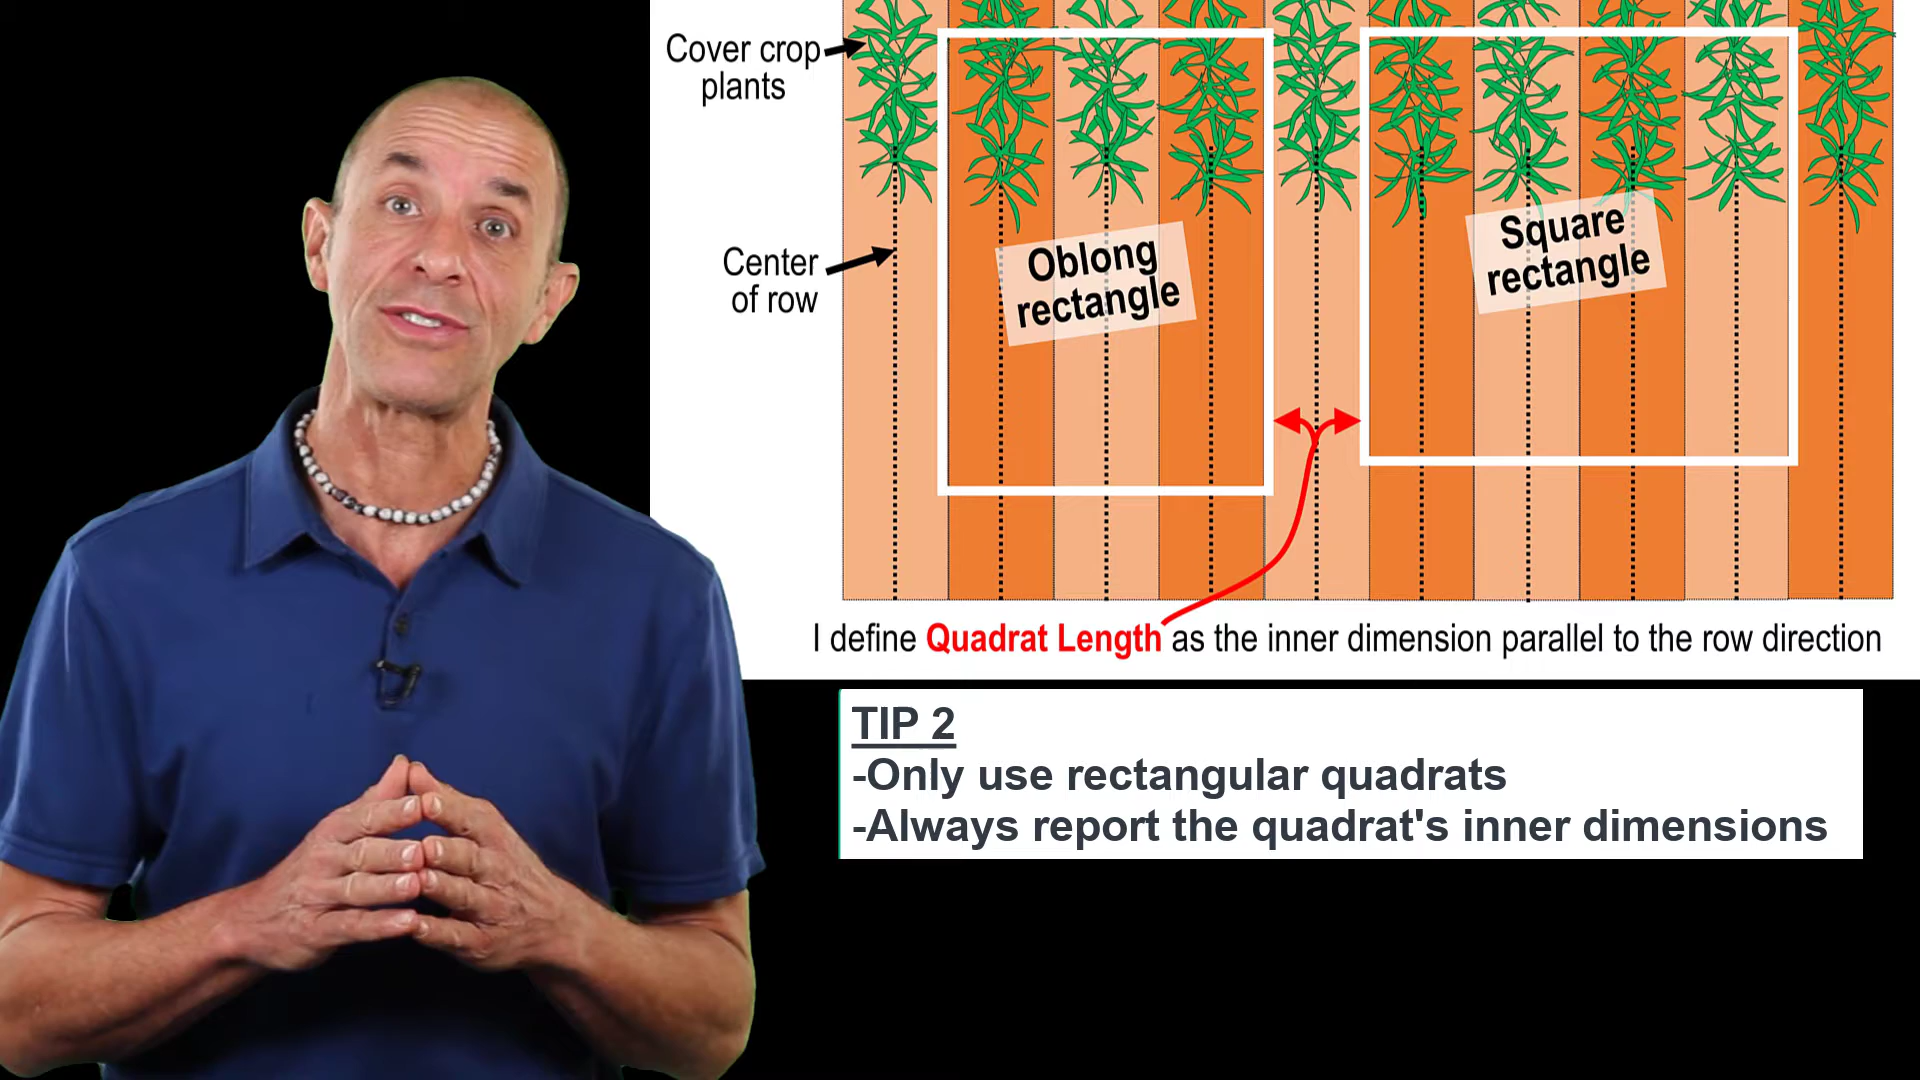 Cover crop
plants
Center
of row
Oblong
rectangle
Square
rectangle
I define Quadrat Length as the inner dimension parallel to the row direction
TIP 2
-Only use rectangular quadrats
-Always report the quadrat's inner dimensions